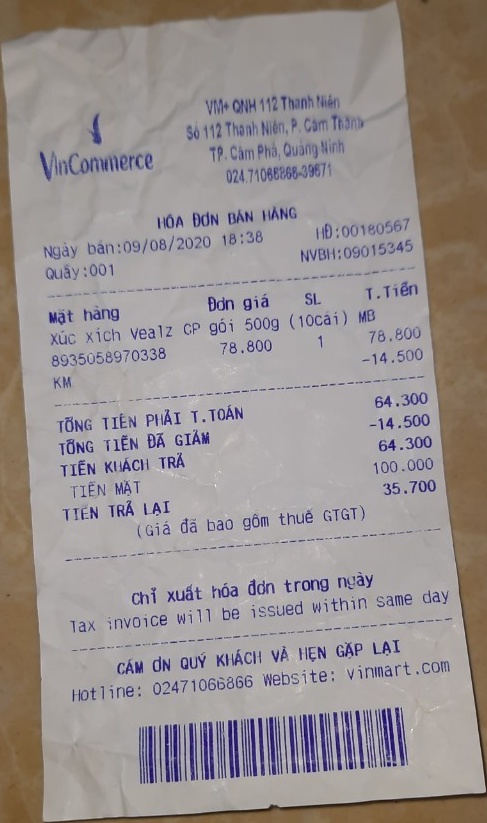 VinCommerce
VM+ QNH 112 Thanh Niên
Số 112 Thanh Niên, P. Cẩm Thành
TP. Cẩm Phả, Quảng Ninh
024.71066866-39671
HÓA ĐƠN BÁN HÀNG
Ngày bán:09/08/2020 18:38 HĐ:00180567
Quầy:001 NVBH:09015345
Mặt hàng Đơn giá SL T.Tiền
Xúc xích Vealz CP gói 500g (10cái) MB
8935058970338 78.800 1 78.800
KM -14.500
TỔNG TIỀN PHẢI T.TOÁN 64.300
TỔNG TIỀN ĐÃ GIẢM -14.500
TIỀN KHÁCH TRẢ 64.300
TIỀN MẶT 100.000
TIỀN TRẢ LẠI 35.700
(Giá đã bao gồm thuế GTGT)
Chỉ xuất hóa đơn trong ngày
Tax invoice will be issued within same day
CẢM ƠN QUÝ KHÁCH VÀ HẸN GẶP LẠI
Hotline: 02471066866 Website: vinmart.com